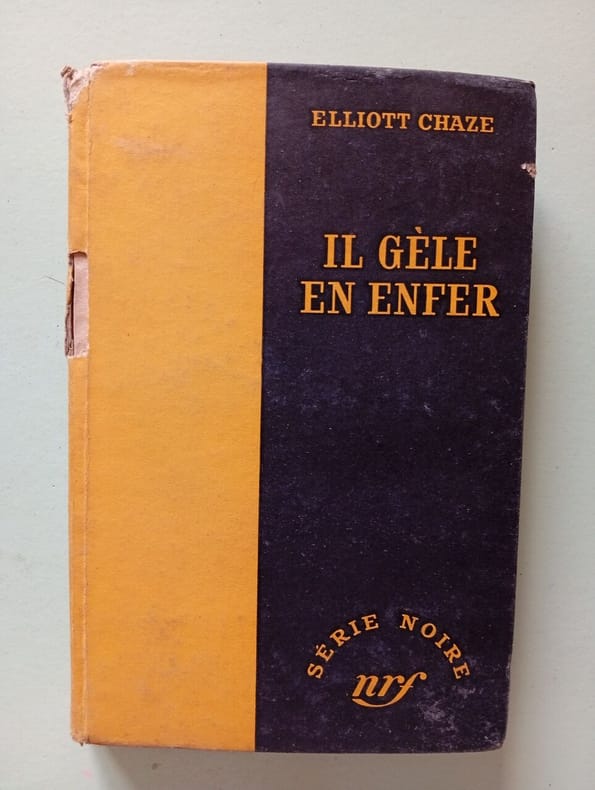 ELLIOTT CHAZE
IL GÈLE
EN ENFER
SÉRIE NOIRE
nrf